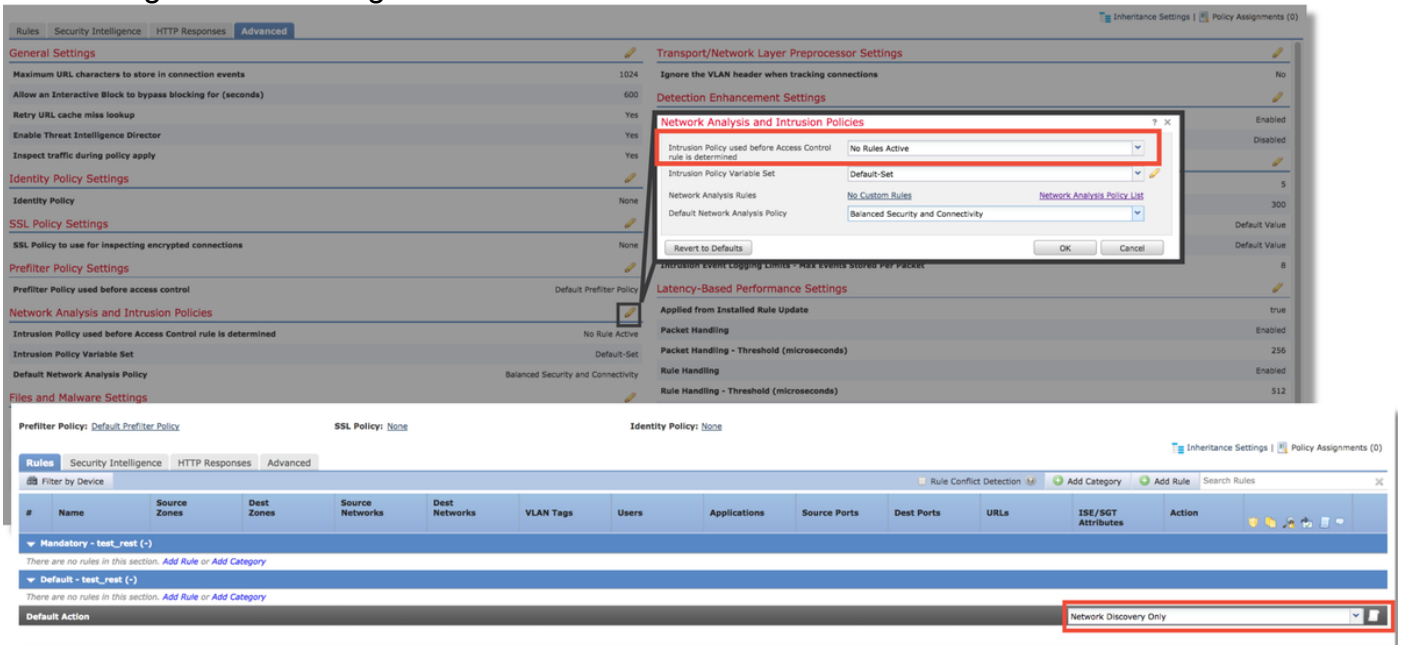 Inheritance Settings | Policy Assignments (0)
Rules Security Intelligence HTTP Responses Advanced
General Settings
Maximum URL characters to store in connection events 1024
Allow an Interactive Block to bypass blocking for (seconds) 600
Retry URL cache miss lookup Yes
Enable Threat Intelligence Director Yes
Inspect traffic during policy apply Yes
Identity Policy Settings
Identity Policy None
SSL Policy Settings
SSL Policy to use for inspecting encrypted connections None
Prefilter Policy Settings
Prefilter Policy used before access control Default Prefilter Policy
Network Analysis and Intrusion Policies
Intrusion Policy used before Access Control rule is determined No Rule Active
Intrusion Policy Variable Set Default-Set
Default Network Analysis Policy Balanced Security and Connectivity
Files and Malware Settings
Transport/Network Layer Preprocessor Settings
Ignore the VLAN header when tracking connections No
Detection Enhancement Settings
Enabled
Disabled
5
300
Default Value
Default Value
Intrusion Event Logging Limits - Max Events Stored Per Packet 8
Latency-Based Performance Settings
Applied from Installed Rule Update true
Packet Handling Enabled
Packet Handling - Threshold (microseconds) 256
Rule Handling Enabled
Rule Handling - Threshold (microseconds) 512
Network Analysis and Intrusion Policies ? ×
Intrusion Policy used before Access Control No Rules Active
rule is determined
Intrusion Policy Variable Set Default-Set
Network Analysis Rules No Custom Rules Network Analysis Policy List
Default Network Analysis Policy Balanced Security and Connectivity
Revert to Defaults OK Cancel
Prefilter Policy: Default Prefilter Policy SSL Policy: None Identity Policy: None
Inheritance Settings | Policy Assignments (0)
Rules Security Intelligence HTTP Responses Advanced
Filter by Device Rule Conflict Detection Add Category Add Rule Search Rules
# Name Source Zones Dest Zones Source Networks Dest Networks VLAN Tags Users Applications Source Ports Dest Ports URLs ISE/SGT Attributes Action
Mandatory - test_rest (-)
There are no rules in this section. Add Rule or Add Category
Default - test_rest (-)
There are no rules in this section. Add Rule or Add Category
Default Action Network Discovery Only